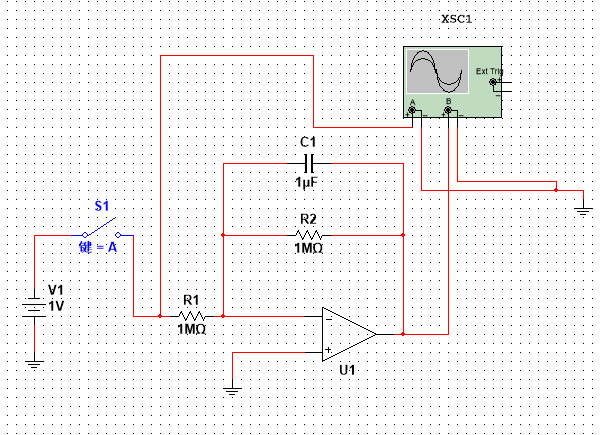 XSC1
Ext Trig
+
−
A
B
+ − + −
C1
1μF
S1
键 = A
R2
1MΩ
V1
1V
R1
1MΩ
−
+
U1